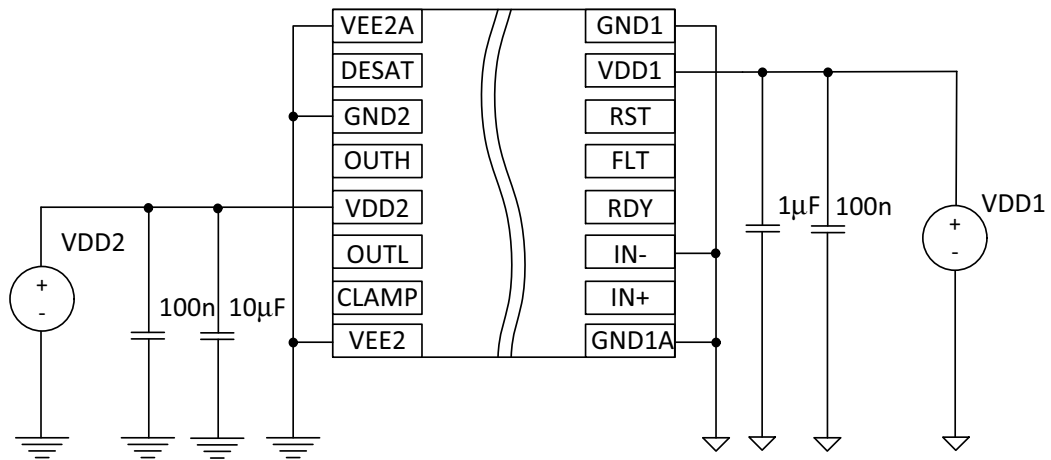 VEE2A
DESAT
GND2
OUTH
VDD2
OUTL
CLAMP
VEE2
GND1
VDD1
RST
FLT
RDY
IN-
IN+
GND1A
VDD2
+
-
100n
10μF
1μF
100n
VDD1
+
-